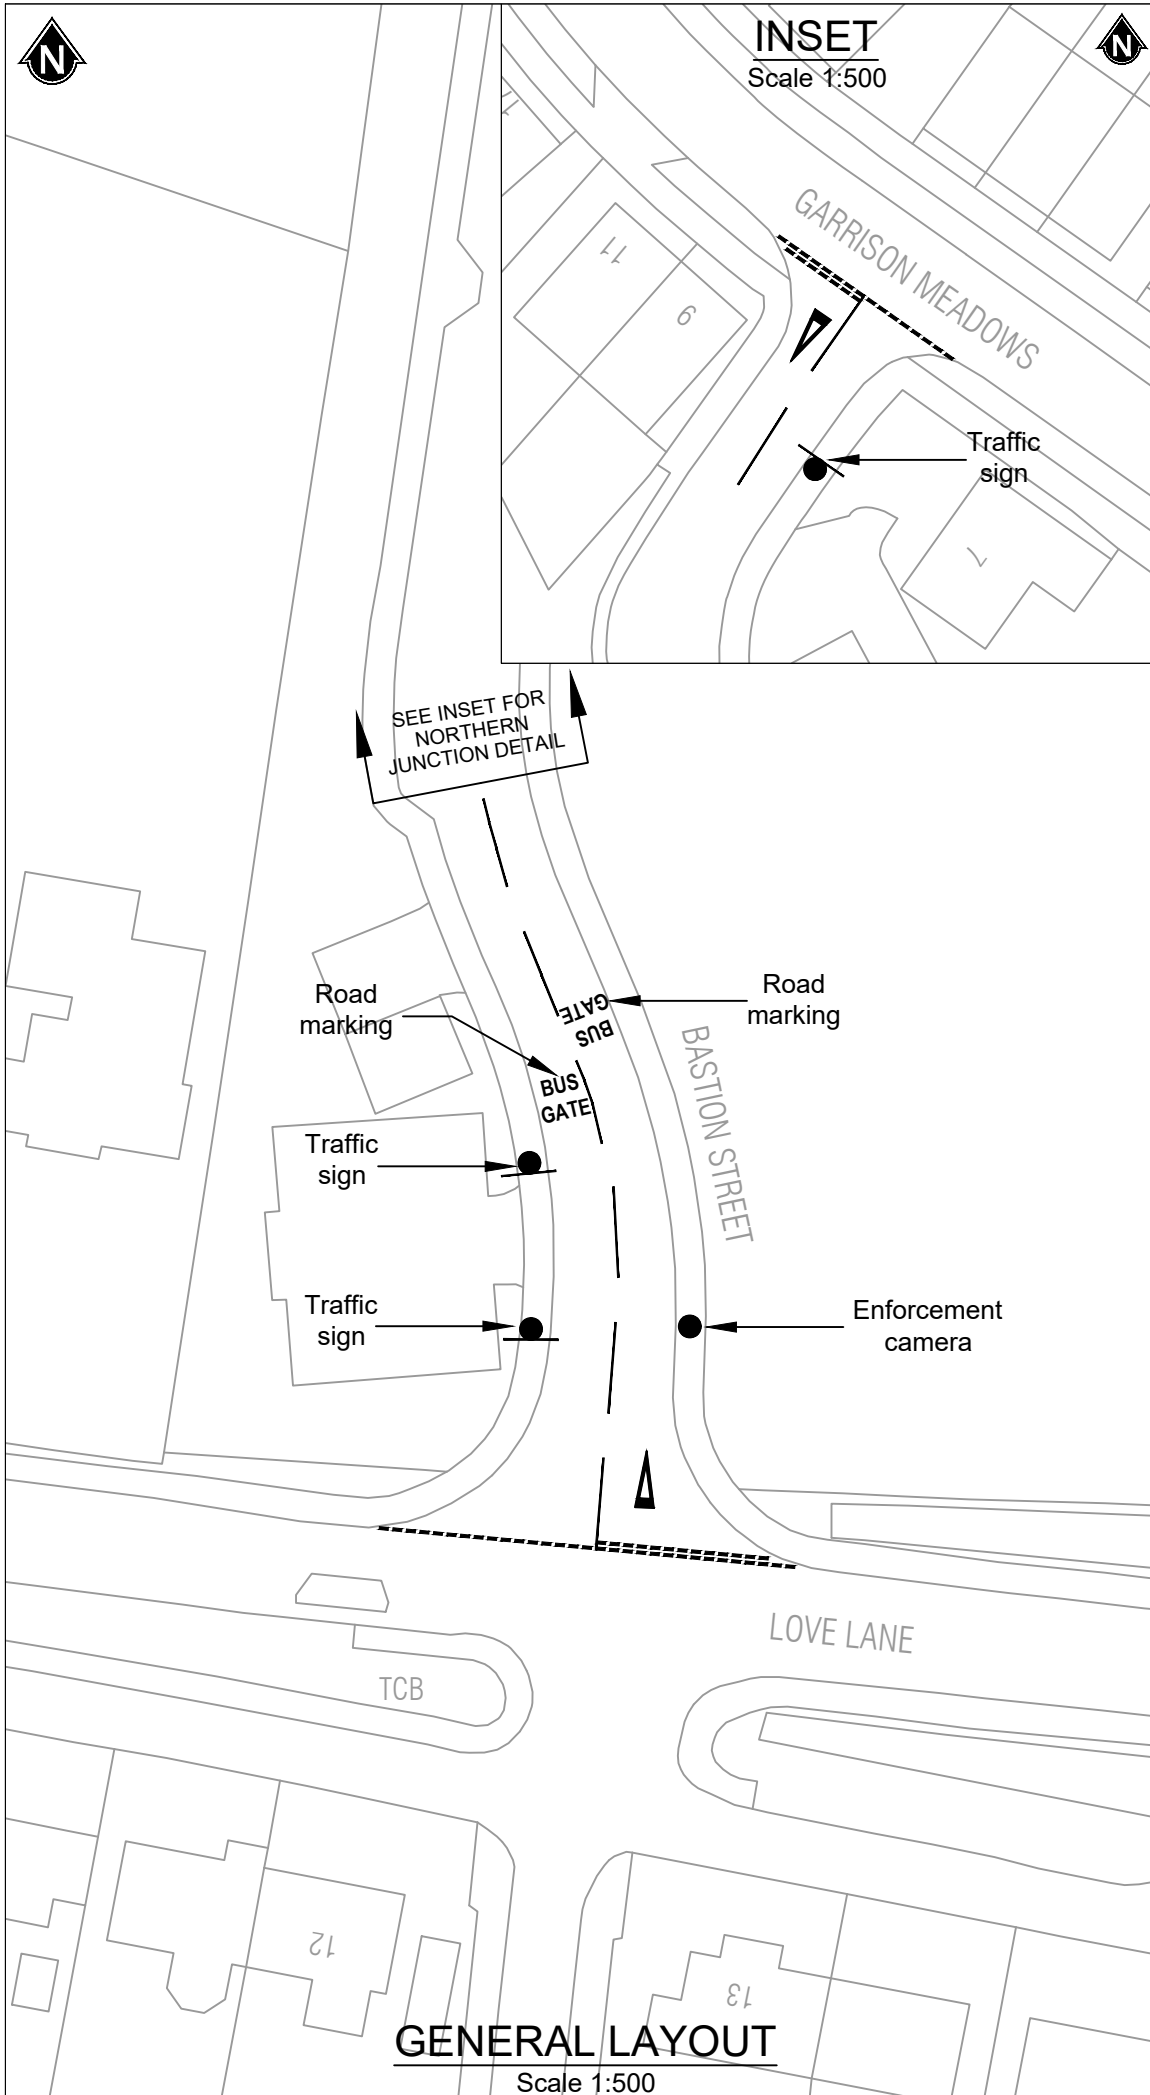 N
INSET
Scale 1:500
N
11
9
GARRISON MEADOWS
Traffic
sign
7
SEE INSET FOR
NORTHERN
JUNCTION DETAIL
Road
marking
GATE
BUS
Road
marking
BUS
GATE
BASTION STREET
Traffic
sign
Traffic
sign
Enforcement
camera
LOVE LANE
TCB
12
13
GENERAL LAYOUT
Scale 1:500